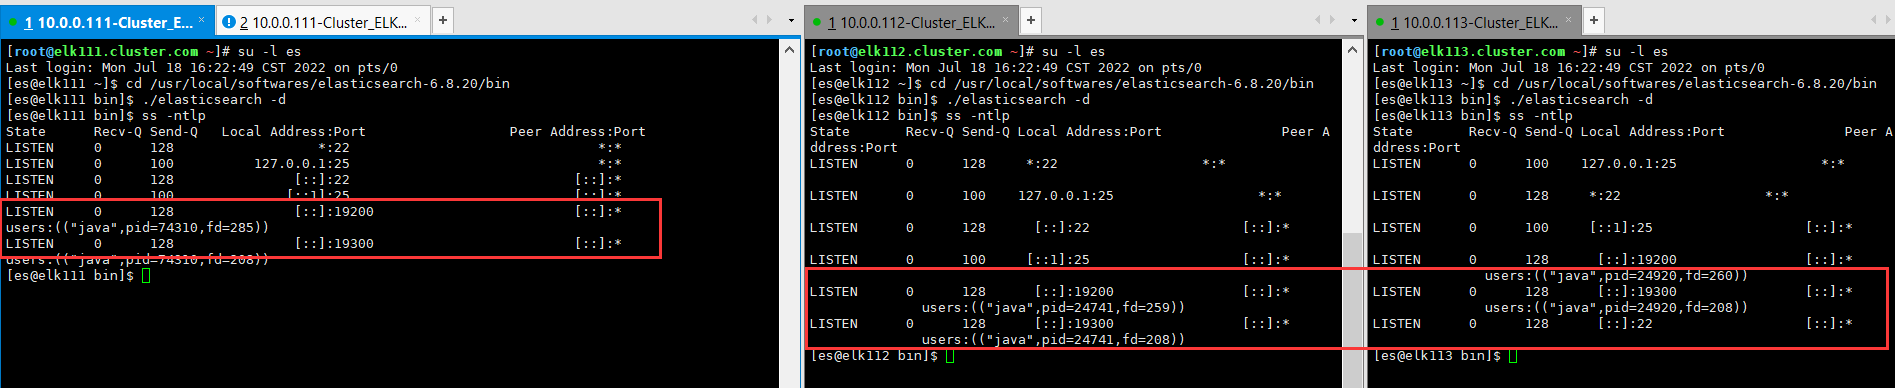 1 10.0.0.111-Cluster_E...
2 10.0.0.111-Cluster_ELK...
[root@elk111.cluster.com ~]# su -l es
Last login: Mon Jul 18 16:22:49 CST 2022 on pts/0
[es@elk111 ~]$ cd /usr/local/softwares/elasticsearch-6.8.20/bin
[es@elk111 bin]$ ./elasticsearch -d
[es@elk111 bin]$ ss -ntlp
State Recv-Q Send-Q Local Address:Port Peer Address:Port
LISTEN 0 128 *:22 *:*
LISTEN 0 100 127.0.0.1:25 *:*
LISTEN 0 128 [::]:22 [::]:*
LISTEN 0 100 [::1]:25 [::]:*
LISTEN 0 128 [::]:19200 [::]:*
users:(("java",pid=74310,fd=285))
LISTEN 0 128 [::]:19300 [::]:*
users:(("java",pid=74310,fd=208))
[es@elk111 bin]$
1 10.0.0.112-Cluster_ELK...
[root@elk112.cluster.com ~]# su -l es
Last login: Mon Jul 18 16:22:49 CST 2022 on pts/0
[es@elk112 ~]$ cd /usr/local/softwares/elasticsearch-6.8.20/bin
[es@elk112 bin]$ ./elasticsearch -d
[es@elk112 bin]$ ss -ntlp
State Recv-Q Send-Q Local Address:Port Peer A
ddress:Port
LISTEN 0 128 *:22 *:*
LISTEN 0 100 127.0.0.1:25 *:*
LISTEN 0 128 [::]:22 [::]:*
LISTEN 0 100 [::1]:25 [::]:*
LISTEN 0 128 [::]:19200 [::]:*
users:(("java",pid=24741,fd=259))
LISTEN 0 128 [::]:19300 [::]:*
users:(("java",pid=24741,fd=208))
[es@elk112 bin]$
1 10.0.0.113-Cluster_ELK...
[root@elk113.cluster.com ~]# su -l es
Last login: Mon Jul 18 16:22:49 CST 2022 on pts/0
[es@elk113 ~]$ cd /usr/local/softwares/elasticsearch-6.8.20/bin
[es@elk113 bin]$ ./elasticsearch -d
[es@elk113 bin]$ ss -ntlp
State Recv-Q Send-Q Local Address:Port Peer A
ddress:Port
LISTEN 0 100 127.0.0.1:25 *:*
LISTEN 0 128 *:22 *:*
LISTEN 0 100 [::1]:25 [::]:*
LISTEN 0 128 [::]:19200 [::]:*
users:(("java",pid=24920,fd=260))
LISTEN 0 128 [::]:19300 [::]:*
users:(("java",pid=24920,fd=208))
LISTEN 0 128 [::]:22 [::]:*
[es@elk113 bin]$